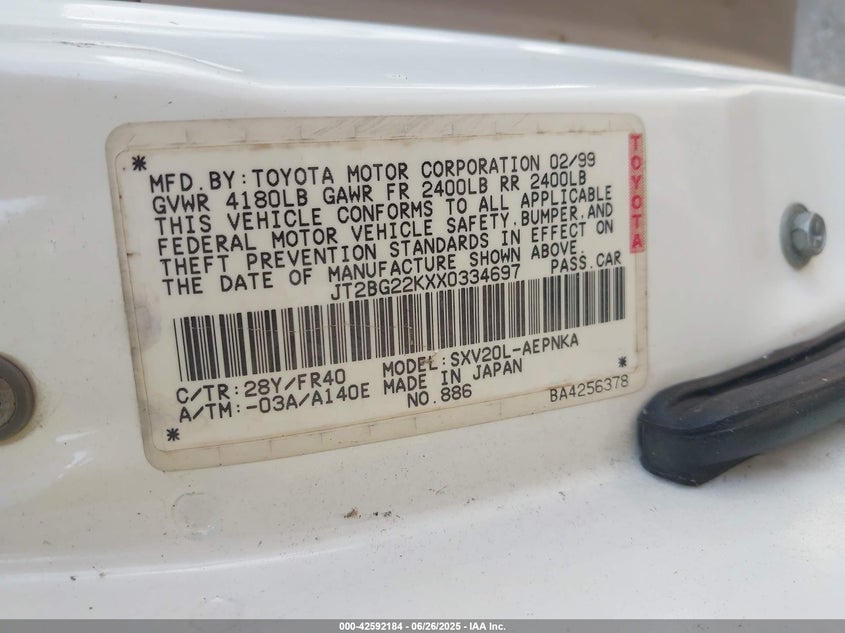 MFD.BY:TOYOTA MOTOR CORPORATION 02/99
GVWR 4180LB GAWR FR 2400LB RR 2400LB
THIS VEHICLE CONFORMS TO ALL APPLICABLE
FEDERAL MOTOR VEHICLE SAFETY,BUMPER,AND
THEFT PREVENTION STANDARDS IN EFFECT ON
THE DATE OF MANUFACTURE SHOWN ABOVE.
JT2BG22KXX0334697 PASS.CAR
C/TR:28Y/FR40 MODEL:SXV20L-AEPNKA
A/TM:-03A/A140E MADE IN JAPAN
NO.886 BA4256378
TOYOTA
000-42592184 - 06/26/2025 - IAA Inc.